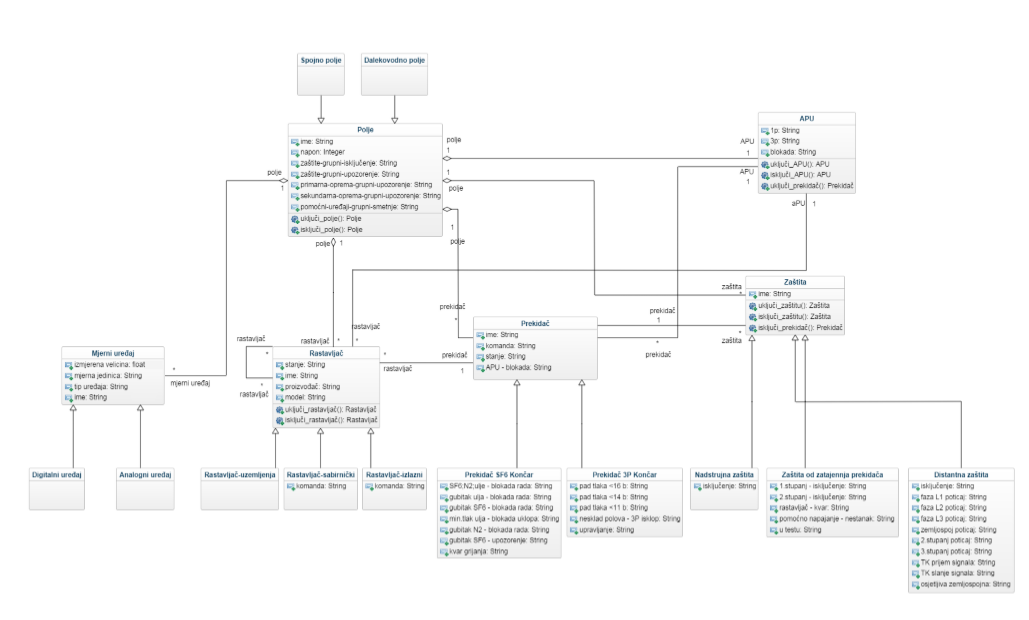 Spojno polje
Dalekovodno polje
Polje
ime: String
napon: Integer
zaštite-grupni-isključenje: String
zaštite-grupni-upozorenje: String
primarna-oprema-grupni-upozorenje: String
sekundarna-oprema-grupni-upozorenje: String
pomoćni-uređaji-grupni-smetnje: String
uključi_polje(): Polje
isključi_polje(): Polje
polje
1
1
polje
1
polje
polje
1
polje 1
APU
1p: String
3p: String
blokada: String
uključi_APU(): APU
isključi_APU(): APU
uključi_prekidač(): Prekidač
APU
1
APU
1
aPU 1
Zaštita
ime: String
uključi_zaštitu(): Zaštita
isključi_zaštitu(): Zaštita
isključi_prekidač(): Prekidač
zaštita
*
*
zaštita
prekidač
1
*
prekidač
prekidač
*
Prekidač
ime: String
komanda: String
stanje: String
APU - blokada: String
prekidač
1
Mjerni uređaj
izmjerena velicina: float
mjerna jedinica: String
tip uređaja: String
ime: String
*
mjerni uređaj
rastavljač
*
*
rastavljač
rastavljač *
*
rastavljač
*
rastavljač
Rastavljač
stanje: String
ime: String
proizvođač: String
model: String
uključi_rastavljač(): Rastavljač
isključi_rastavljač(): Rastavljač
Digitalni uređaj
Analogni uređaj
Rastavljač-uzemljenja
Rastavljač-sabirnički
komanda: String
Rastavljač-izlazni
komanda: String
Prekidač SF6 Končar
SF6,N2;ulje - blokada rada: String
gubitak ulja - blokada rada: String
gubitak SF6 - blokada rada: String
min.tlak ulja - blokada uklopa: String
gubitak N2 - blokada rada: String
gubitak SF6 - upozorenje: String
kvar grijanja: String
Prekidač 3P Končar
pad tlaka <16 b: String
pad tlaka <14 b: String
pad tlaka <11 b: String
nesklad polova - 3P isklop: String
upravljanje: String
Nadstrujna zaštita
isključenje: String
Zaštita od zatajennja prekidača
1.stupanj - isključenje: String
2.stupanj - isključenje: String
rastavljač - kvar: String
pomoćno napajanje - nestanak: String
u testu: String
Distantna zaštita
isključenje: String
faza L1 poticaj: String
faza L2 poticaj: String
faza L3 poticaj: String
zemljospoj poticaj: String
2.stupanj poticaj: String
3.stupanj poticaj: String
TK prijem signala: String
TK slanje signala: String
osjetljiva zemljospojna: String